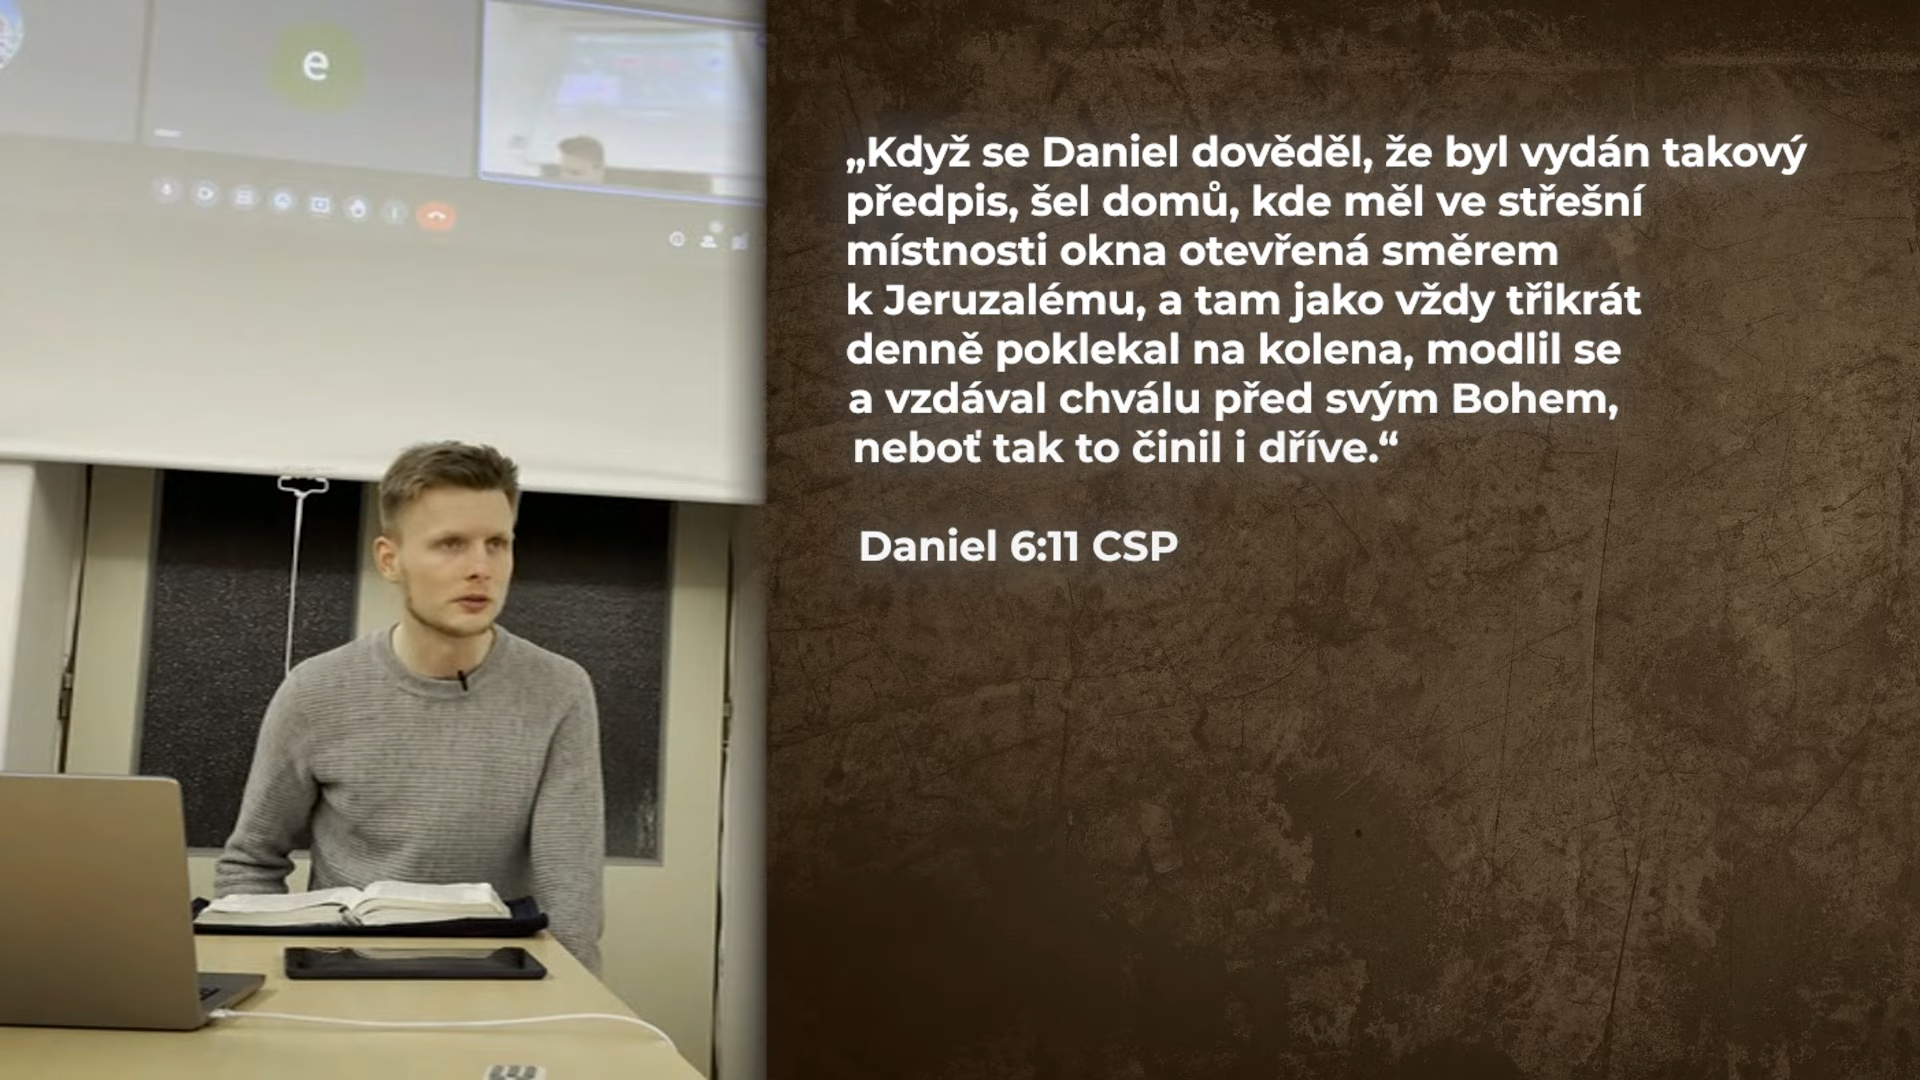 e
„Když se Daniel dověděl, že byl vydán takový
předpis, šel domů, kde měl ve střešní
místnosti okna otevřená směrem
k Jeruzalému, a tam jako vždy třikrát
denně poklekal na kolena, modlil se
a vzdával chválu před svým Bohem,
neboť tak to činil i dříve.“
Daniel 6:11 CSP